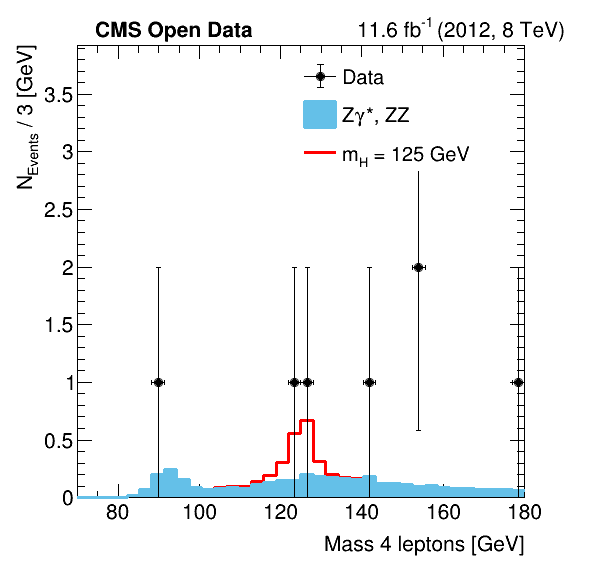 CMS Open Data
11.6 fb⁻¹ (2012, 8 TeV)
N_Events / 3 [GeV]
Data
Zγ*, ZZ
m_H = 125 GeV
3.5
3
2.5
2
1.5
1
0.5
0
80 100 120 140 160 180
Mass 4 leptons [GeV]